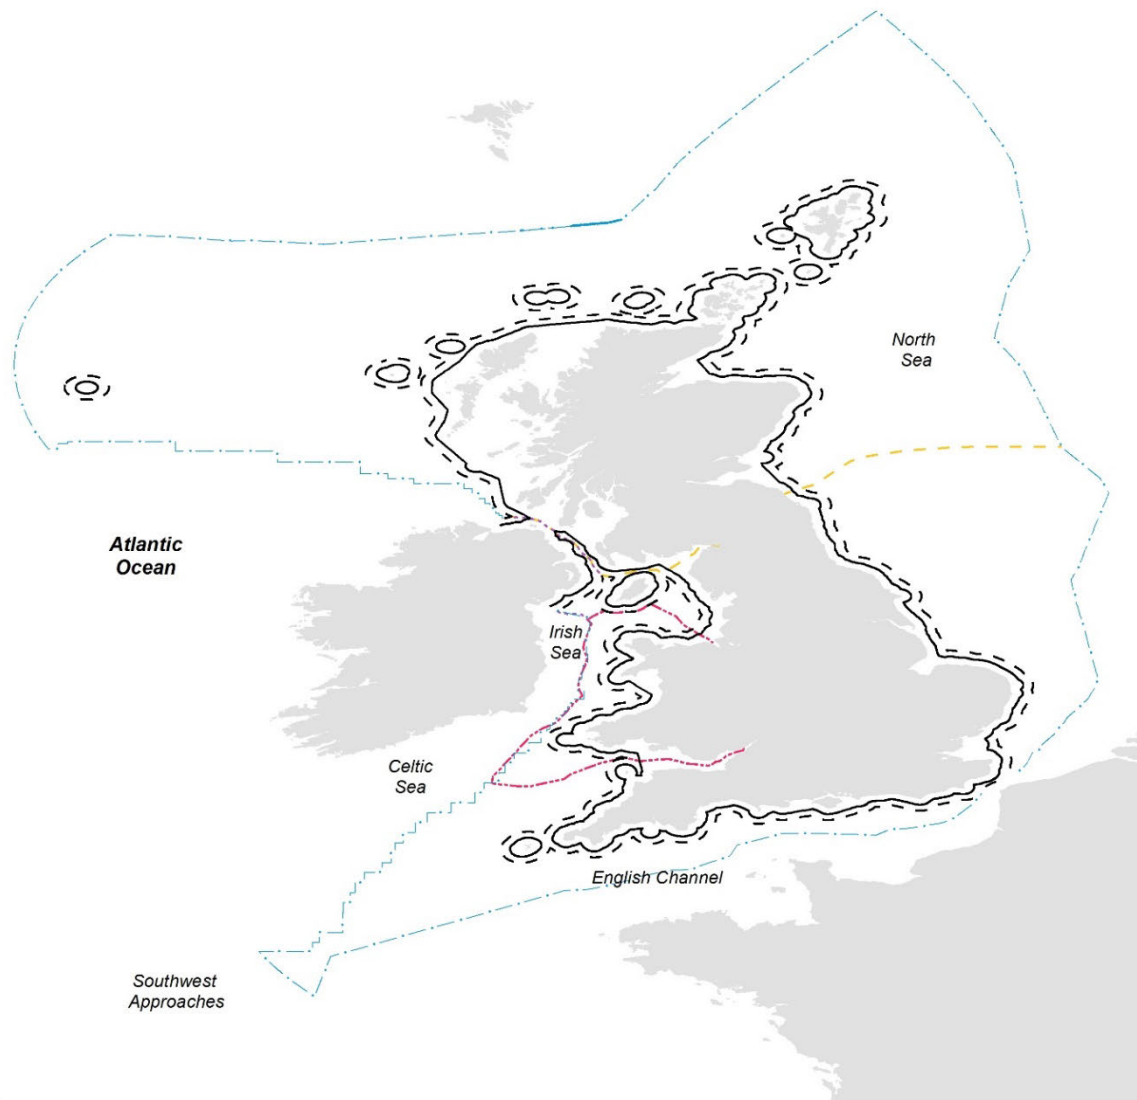 North
Sea
Atlantic
Ocean
Irish
Sea
Celtic
Sea
English Channel
Southwest
Approaches